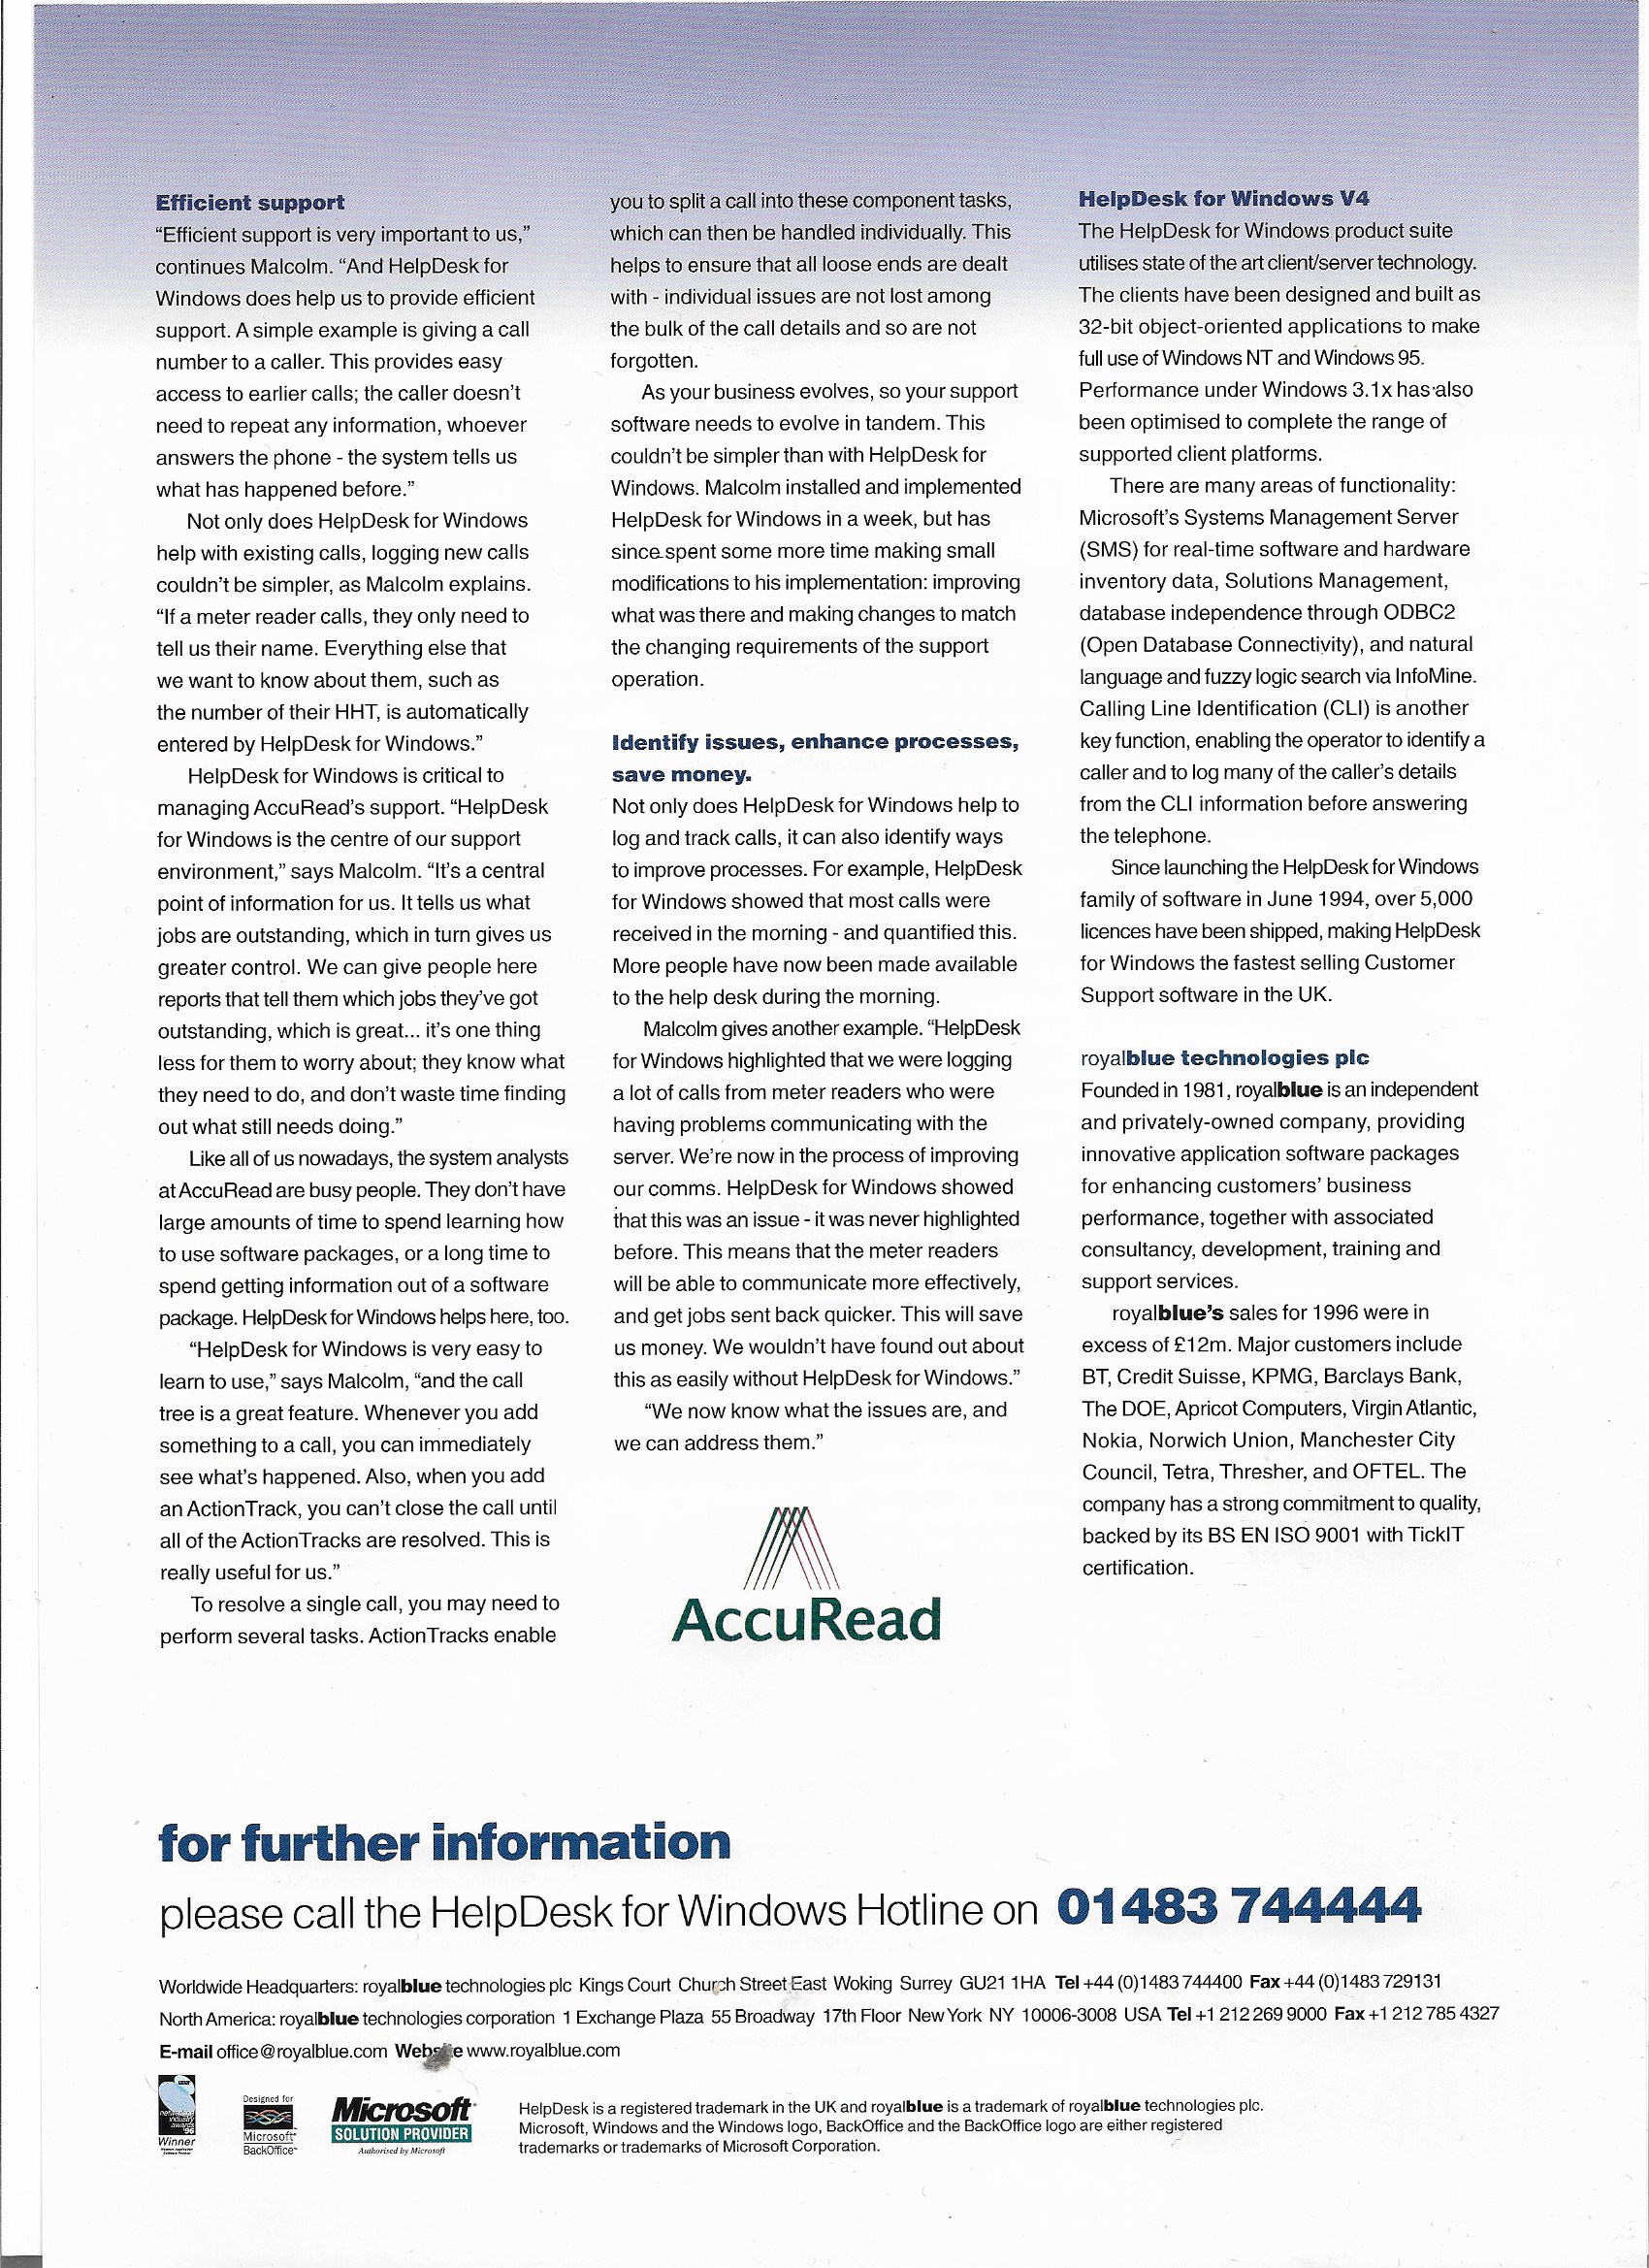 Efficient support
“Efficient support is very important to us,”
continues Malcolm. “And HelpDesk for
Windows does help us to provide efficient
support. A simple example is giving a call
number to a caller. This provides easy
access to earlier calls; the caller doesn’t
need to repeat any information, whoever
answers the phone - the system tells us
what has happened before.”
Not only does HelpDesk for Windows
help with existing calls, logging new calls
couldn’t be simpler, as Malcolm explains.
“If a meter reader calls, they only need to
tell us their name. Everything else that
we want to know about them, such as
the number of their HHT, is automatically
entered by HelpDesk for Windows.”
HelpDesk for Windows is critical to
managing AccuRead’s support. “HelpDesk
for Windows is the centre of our support
environment,” says Malcolm. “It’s a central
point of information for us. It tells us what
jobs are outstanding, which in turn gives us
greater control. We can give people here
reports that tell them which jobs they’ve got
outstanding, which is great... it’s one thing
less for them to worry about; they know what
they need to do, and don’t waste time finding
out what still needs doing.”
Like all of us nowadays, the system analysts
at AccuRead are busy people. They don’t have
large amounts of time to spend learning how
to use software packages, or a long time to
spend getting information out of a software
package. HelpDesk for Windows helps here, too.
“HelpDesk for Windows is very easy to
learn to use,” says Malcolm, “and the call
tree is a great feature. Whenever you add
something to a call, you can immediately
see what’s happened. Also, when you add
an ActionTrack, you can’t close the call until
all of the ActionTracks are resolved. This is
really useful for us.”
To resolve a single call, you may need to
perform several tasks. ActionTracks enable
you to split a call into these component tasks,
which can then be handled individually. This
helps to ensure that all loose ends are dealt
with - individual issues are not lost among
the bulk of the call details and so are not
forgotten.
As your business evolves, so your support
software needs to evolve in tandem. This
couldn’t be simpler than with HelpDesk for
Windows. Malcolm installed and implemented
HelpDesk for Windows in a week, but has
since spent some more time making small
modifications to his implementation: improving
what was there and making changes to match
the changing requirements of the support
operation.
Identify issues, enhance processes,
save money.
Not only does HelpDesk for Windows help to
log and track calls, it can also identify ways
to improve processes. For example, HelpDesk
for Windows showed that most calls were
received in the morning - and quantified this.
More people have now been made available
to the help desk during the morning.
Malcolm gives another example. “HelpDesk
for Windows highlighted that we were logging
a lot of calls from meter readers who were
having problems communicating with the
server. We’re now in the process of improving
our comms. HelpDesk for Windows showed
that this was an issue - it was never highlighted
before. This means that the meter readers
will be able to communicate more effectively,
and get jobs sent back quicker. This will save
us money. We wouldn’t have found out about
this as easily without HelpDesk for Windows.”
“We now know what the issues are, and
we can address them.”
AccuRead
HelpDesk for Windows V4
The HelpDesk for Windows product suite
utilises state of the art client/server technology.
The clients have been designed and built as
32-bit object-oriented applications to make
full use of Windows NT and Windows 95.
Performance under Windows 3.1x has also
been optimised to complete the range of
supported client platforms.
There are many areas of functionality:
Microsoft’s Systems Management Server
(SMS) for real-time software and hardware
inventory data, Solutions Management,
database independence through ODBC2
(Open Database Connectivity), and natural
language and fuzzy logic search via InfoMine.
Calling Line Identification (CLI) is another
key function, enabling the operator to identify a
caller and to log many of the caller’s details
from the CLI information before answering
the telephone.
Since launching the HelpDesk for Windows
family of software in June 1994, over 5,000
licences have been shipped, making HelpDesk
for Windows the fastest selling Customer
Support software in the UK.
royalblue technologies plc
Founded in 1981, royalblue is an independent
and privately-owned company, providing
innovative application software packages
for enhancing customers’ business
performance, together with associated
consultancy, development, training and
support services.
royalblue’s sales for 1996 were in
excess of £12m. Major customers include
BT, Credit Suisse, KPMG, Barclays Bank,
The DOE, Apricot Computers, Virgin Atlantic,
Nokia, Norwich Union, Manchester City
Council, Tetra, Thresher, and OFTEL. The
company has a strong commitment to quality,
backed by its BS EN ISO 9001 with TickIT
certification.
for further information
please call the HelpDesk for Windows Hotline on 01483 744444
Worldwide Headquarters: royalblue technologies plc Kings Court Church Street East Woking Surrey GU21 1HA Tel +44 (0)1483 744400 Fax +44 (0)1483 729131
North America: royalblue technologies corporation 1 Exchange Plaza 55 Broadway 17th Floor New York NY 10006-3008 USA Tel +1 212 269 9000 Fax +1 212 785 4327
E-mail office@royalblue.com Website www.royalblue.com
networking
industry
awards
'96
Winner
Designed for
Microsoft
BackOffice
Microsoft
SOLUTION PROVIDER
Authorised by Microsoft
HelpDesk is a registered trademark in the UK and royalblue is a trademark of royalblue technologies plc.
Microsoft, Windows and the Windows logo, BackOffice and the BackOffice logo are either registered
trademarks or trademarks of Microsoft Corporation.